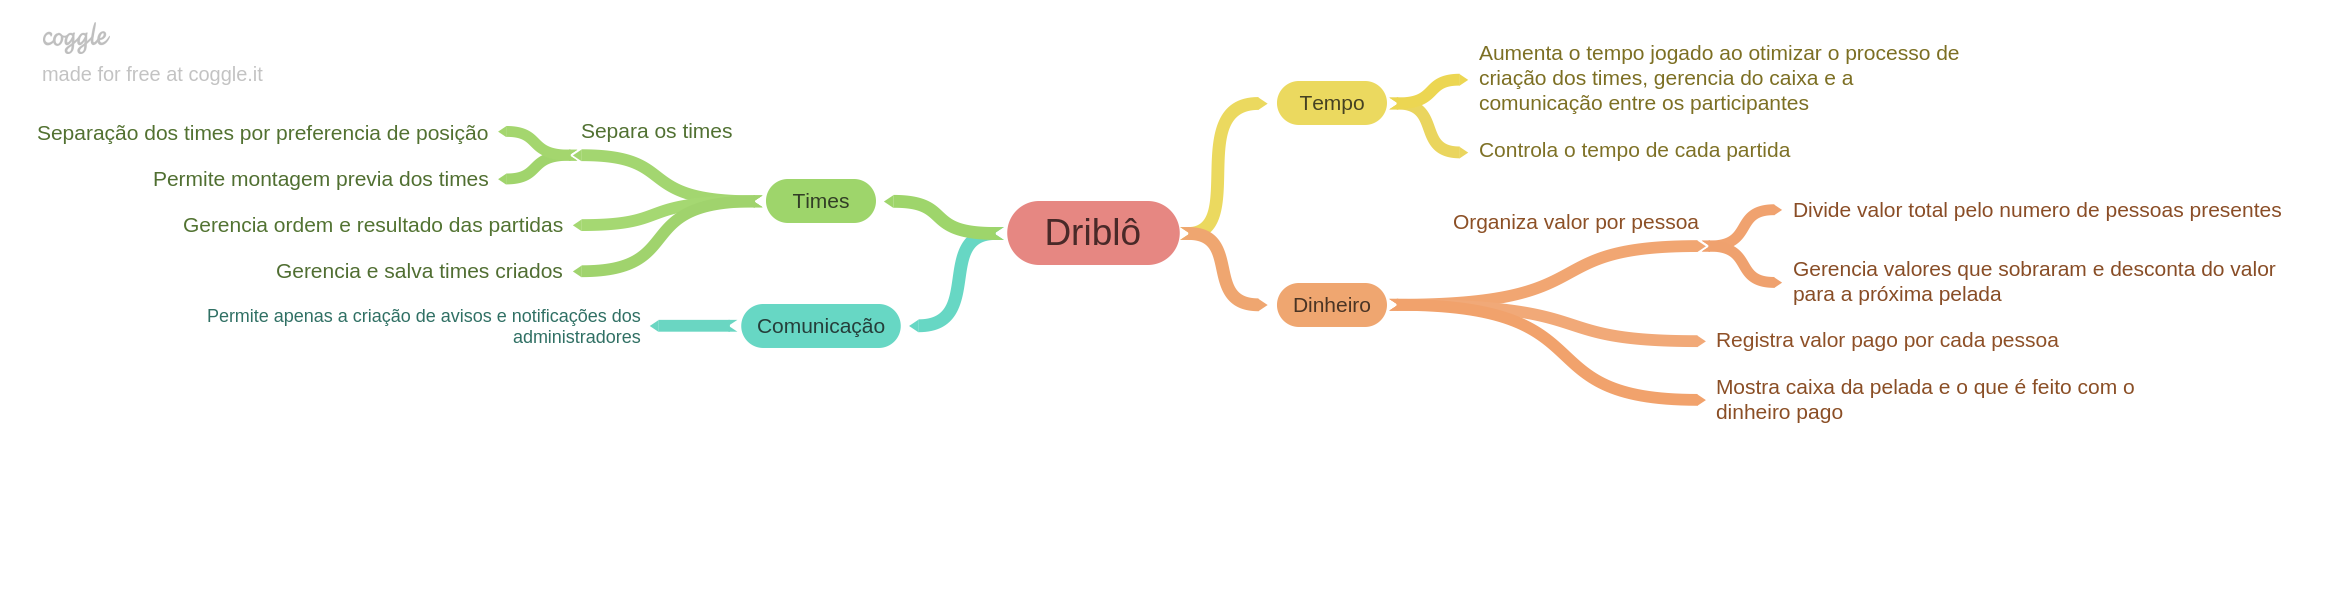 coggle
made for free at coggle.it
Separação dos times por preferencia de posição
Separa os times
Permite montagem previa dos times
Times
Gerencia ordem e resultado das partidas
Gerencia e salva times criados
Permite apenas a criação de avisos e notificações dos
administradores
Comunicação
Driblô
Tempo
Aumenta o tempo jogado ao otimizar o processo de
criação dos times, gerencia do caixa e a
comunicação entre os participantes
Controla o tempo de cada partida
Dinheiro
Organiza valor por pessoa
Divide valor total pelo numero de pessoas presentes
Gerencia valores que sobraram e desconta do valor
para a próxima pelada
Registra valor pago por cada pessoa
Mostra caixa da pelada e o que é feito com o
dinheiro pago